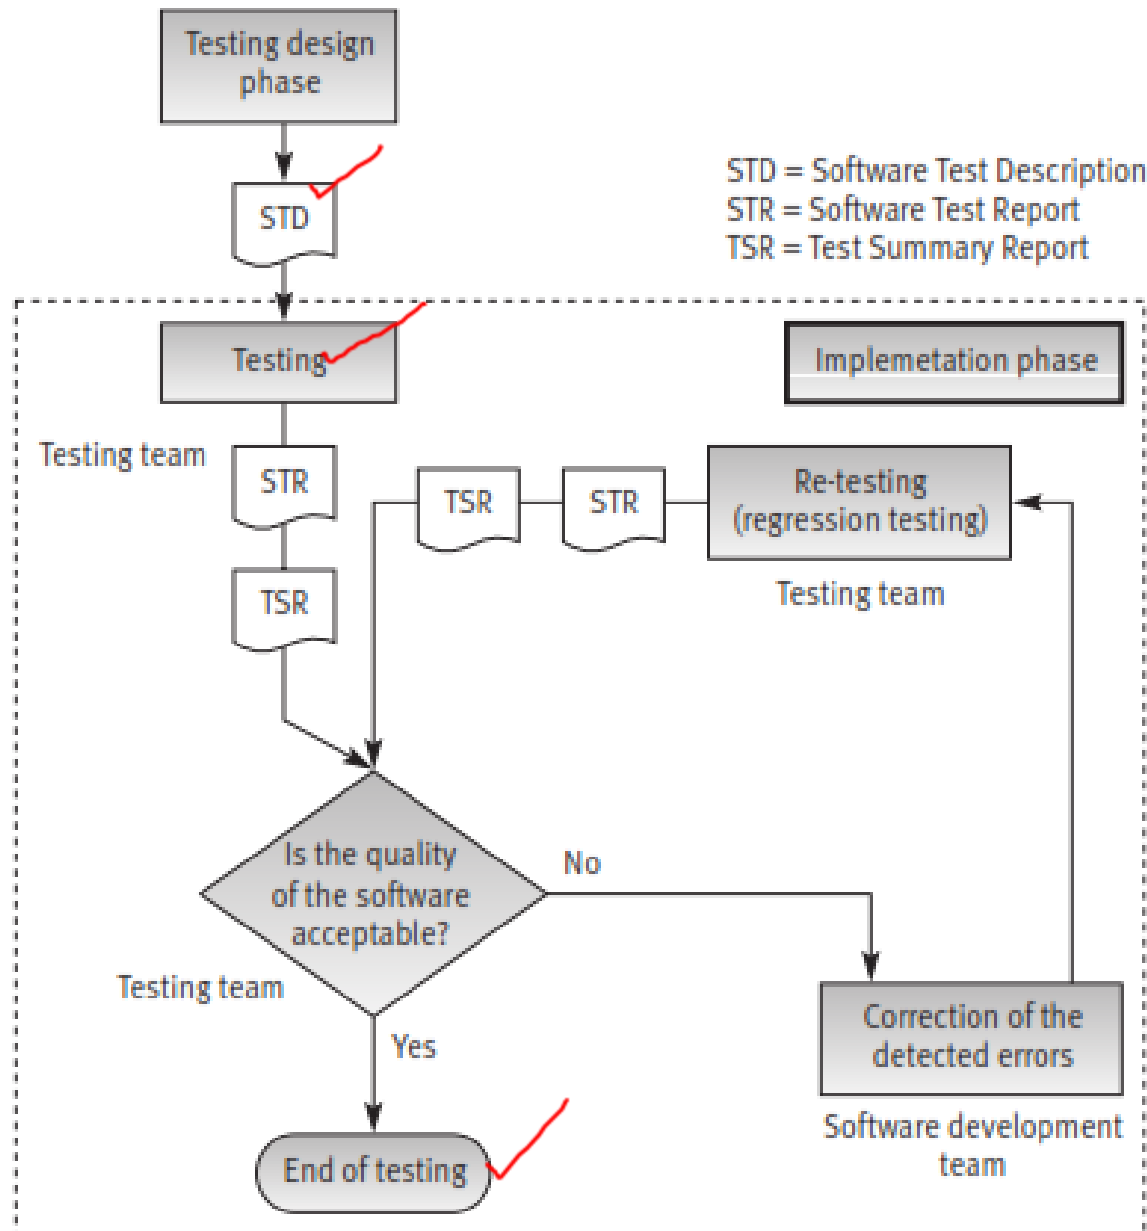 Testing design
phase
STD
STD = Software Test Description
STR = Software Test Report
TSR = Test Summary Report
Testing
Implemetation phase
Testing team
STR
TSR
TSR
STR
Re-testing
(regression testing)
Testing team
Is the quality
of the software
acceptable?
No
Testing team
Yes
Correction of the
detected errors
Software development
team
End of testing